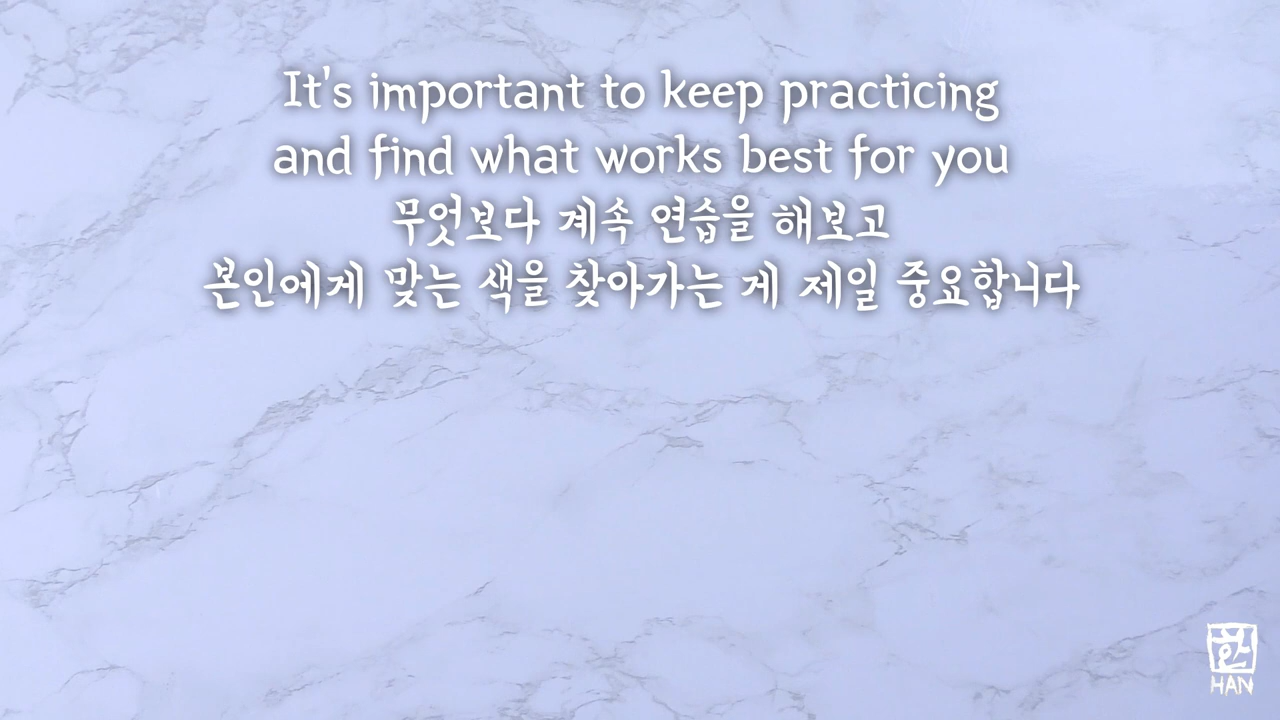 It's important to keep practicing
and find what works best for you
무엇보다 계속 연습을 해보고
본인에게 맞는 색을 찾아가는 게 제일 중요합니다
한
HAN